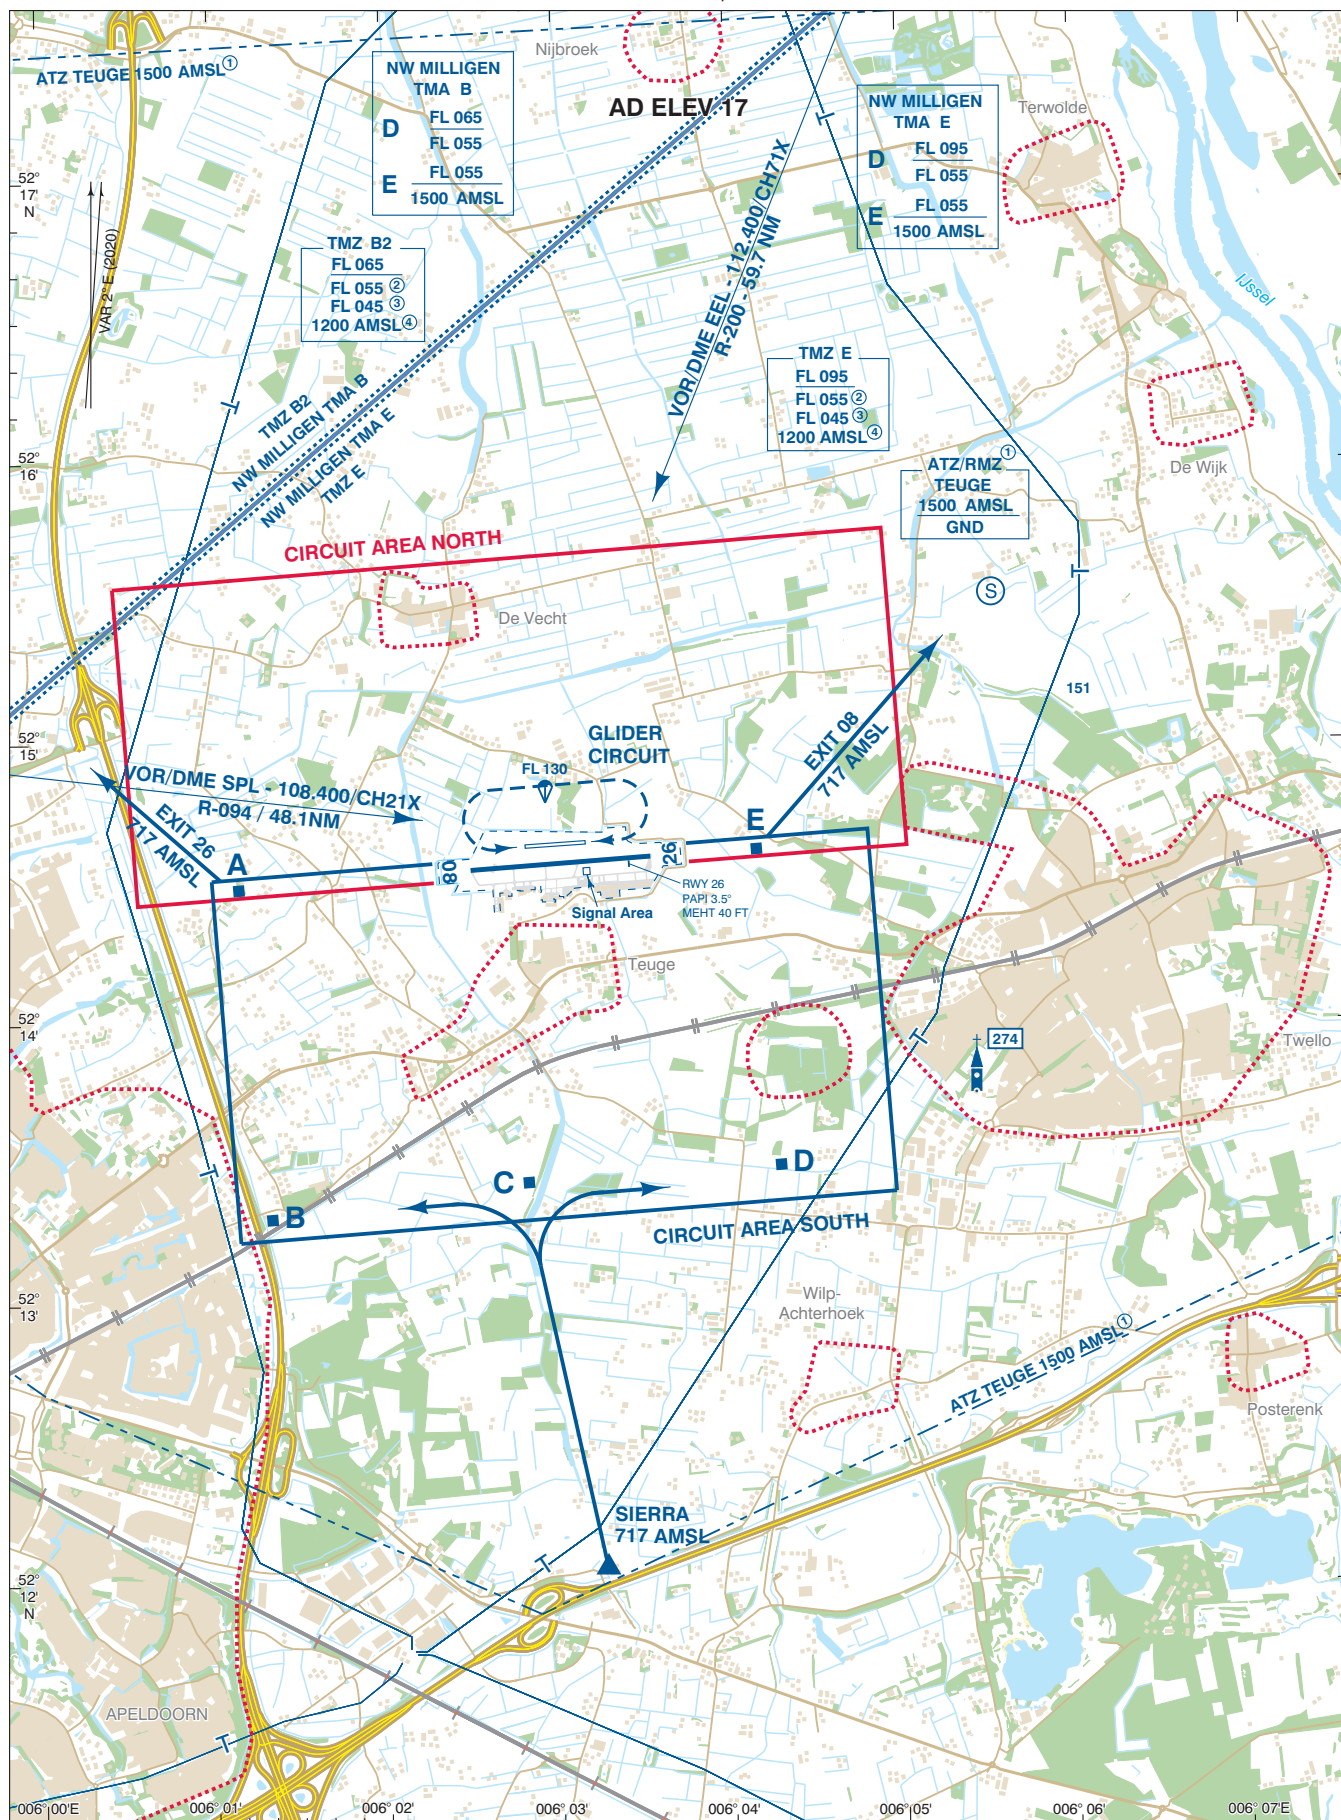 Nijbroek
ATZ TEUGE 1500 AMSL①
NW MILLIGEN
TMA B
D
FL 065
FL 055
E
FL 055
1500 AMSL
AD ELEV 17
NW MILLIGEN
TMA E
D
FL 095
FL 055
E
FL 055
1500 AMSL
Terwolde
52°
17'
N
VAR 2° E (2020)
TMZ B2
FL 065
FL 055 ②
FL 045 ③
1200 AMSL④
VOR/DME EEL - 112.400/CH71X
R-200 - 59.7 NM
IJssel
TMZ E
FL 095
FL 055 ②
FL 045 ③
1200 AMSL④
TMZ B2
NW MILLIGEN TMA B
NW MILLIGEN TMA E
TMZ E
52°
16'
De Wijk
ATZ/RMZ①
TEUGE
1500 AMSL
GND
CIRCUIT AREA NORTH
S
De Vecht
151
52°
15'
GLIDER
CIRCUIT
FL 130
EXIT 08
717 AMSL
VOR/DME SPL - 108.400/CH21X
R-094 / 48.1NM
EXIT 26
717 AMSL
A
E
08
26
RWY 26
PAPI 3.5°
MEHT 40 FT
Signal Area
Teuge
52°
14'
274
Twello
C
D
B
CIRCUIT AREA SOUTH
52°
13'
Wilp-
Achterhoek
ATZ TEUGE 1500 AMSL①
Posterenk
SIERRA
717 AMSL
52°
12'
N
APELDOORN
006° 00'E
006° 01'
006° 02'
006° 03'
006° 04'
006° 05'
006° 06'
006° 07'E